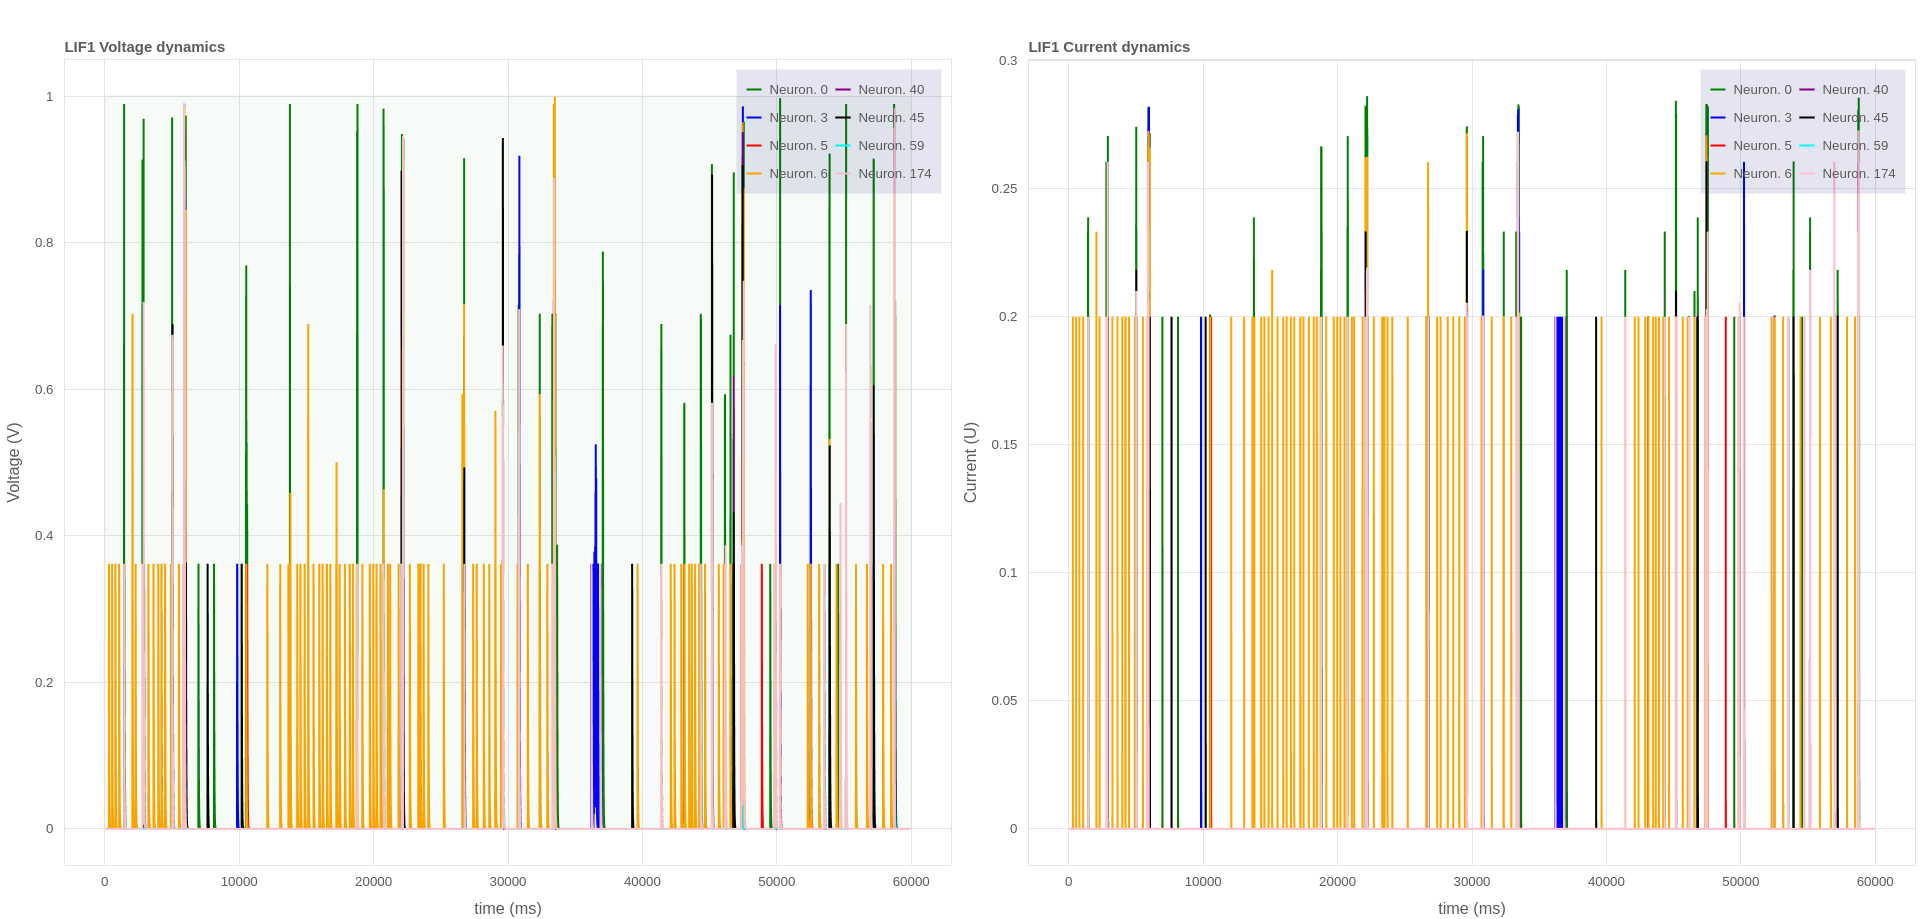 LIF1 Voltage dynamics
Voltage (V)
1
0.8
0.6
0.4
0.2
0
0
10000
20000
30000
40000
50000
60000
time (ms)
Neuron. 0
Neuron. 3
Neuron. 5
Neuron. 6
Neuron. 40
Neuron. 45
Neuron. 59
Neuron. 174
LIF1 Current dynamics
Current (U)
0.3
0.25
0.2
0.15
0.1
0.05
0
0
10000
20000
30000
40000
50000
60000
time (ms)
Neuron. 0
Neuron. 3
Neuron. 5
Neuron. 6
Neuron. 40
Neuron. 45
Neuron. 59
Neuron. 174